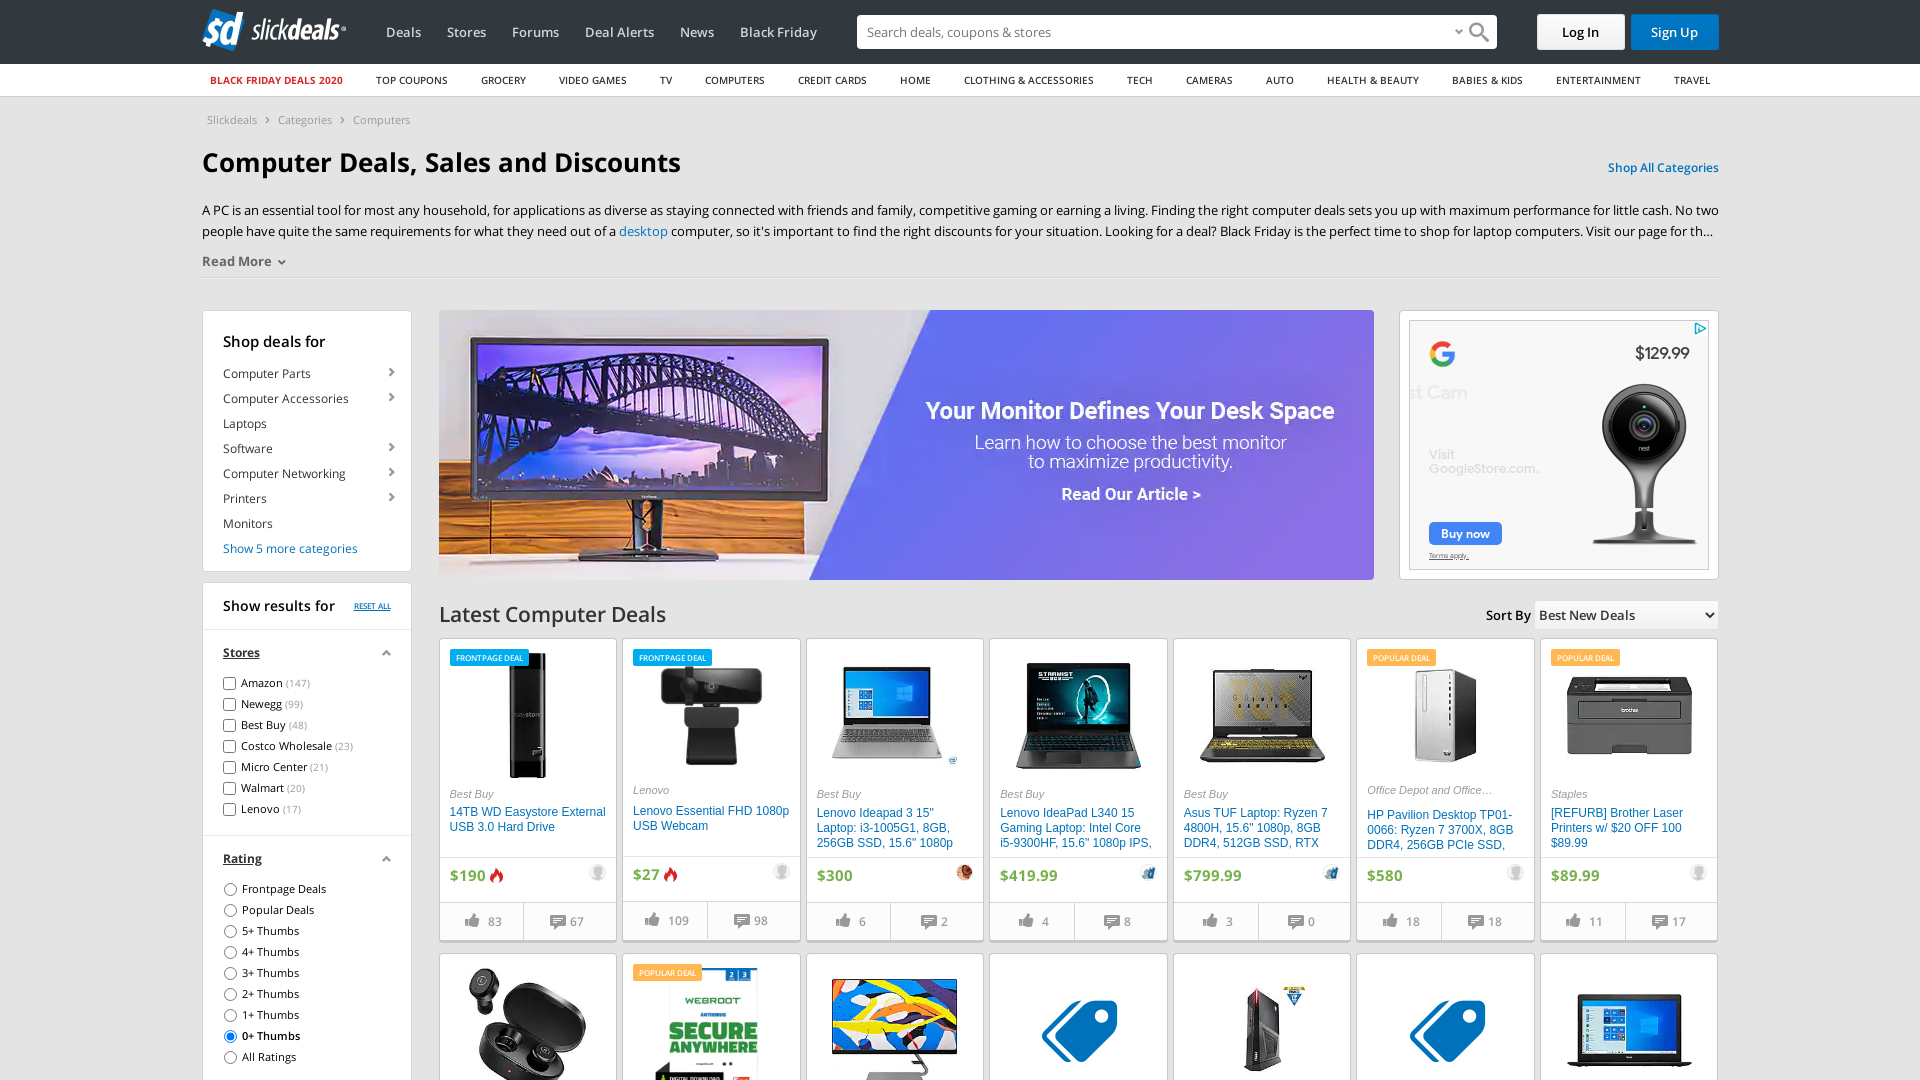 sd slickdeals
Deals
Stores
Forums
Deal Alerts
News
Black Friday
Search deals, coupons & stores
Log In
Sign Up
BLACK FRIDAY DEALS 2020
TOP COUPONS
GROCERY
VIDEO GAMES
TV
COMPUTERS
CREDIT CARDS
HOME
CLOTHING & ACCESSORIES
TECH
CAMERAS
AUTO
HEALTH & BEAUTY
BABIES & KIDS
ENTERTAINMENT
TRAVEL
Slickdeals > Categories > Computers
Computer Deals, Sales and Discounts
Shop All Categories
A PC is an essential tool for most any household, for applications as diverse as staying connected with friends and family, competitive gaming or earning a living. Finding the right computer deals sets you up with maximum performance for little cash. No two
people have quite the same requirements for what they need out of a desktop computer, so it's important to find the right discounts for your situation. Looking for a deal? Black Friday is the perfect time to shop for laptop computers. Visit our page for th...
Read More
Shop deals for
Computer Parts
Computer Accessories
Laptops
Software
Computer Networking
Printers
Monitors
Show 5 more categories
Your Monitor Defines Your Desk Space
Learn how to choose the best monitor
to maximize productivity.
Read Our Article >
$129.99
st Cam
Visit
GoogleStore.com.
nest
Buy now
Terms apply.
Show results for
RESET ALL
Stores
Amazon (147)
Newegg (99)
Best Buy (48)
Costco Wholesale (23)
Micro Center (21)
Walmart (20)
Lenovo (17)
Rating
Frontpage Deals
Popular Deals
5+ Thumbs
4+ Thumbs
3+ Thumbs
2+ Thumbs
1+ Thumbs
0+ Thumbs
All Ratings
Latest Computer Deals
Sort By
Best New Deals
FRONTPAGE DEAL
Best Buy
14TB WD Easystore External
USB 3.0 Hard Drive
$190
83
67
FRONTPAGE DEAL
Lenovo
Lenovo Essential FHD 1080p
USB Webcam
$27
109
98
Best Buy
Lenovo Ideapad 3 15"
Laptop: i3-1005G1, 8GB,
256GB SSD, 15.6" 1080p
$300
6
2
Best Buy
Lenovo IdeaPad L340 15
Gaming Laptop: Intel Core
i5-9300HF, 15.6" 1080p IPS,
$419.99
4
8
TUF
GAMING
Best Buy
Asus TUF Laptop: Ryzen 7
4800H, 15.6" 1080p, 8GB
DDR4, 512GB SSD, RTX
$799.99
3
0
POPULAR DEAL
Office Depot and Office...
HP Pavilion Desktop TP01-
0066: Ryzen 7 3700X, 8GB
DDR4, 256GB PCIe SSD,
$580
18
18
POPULAR DEAL
brother
Staples
[REFURB] Brother Laser
Printers w/ $20 OFF 100
$89.99
$89.99
11
17
POPULAR DEAL
2 3
WEBROOT
ANTIVIRUS
SECURE
ANYWHERE
DIGITAL DOWNLOAD